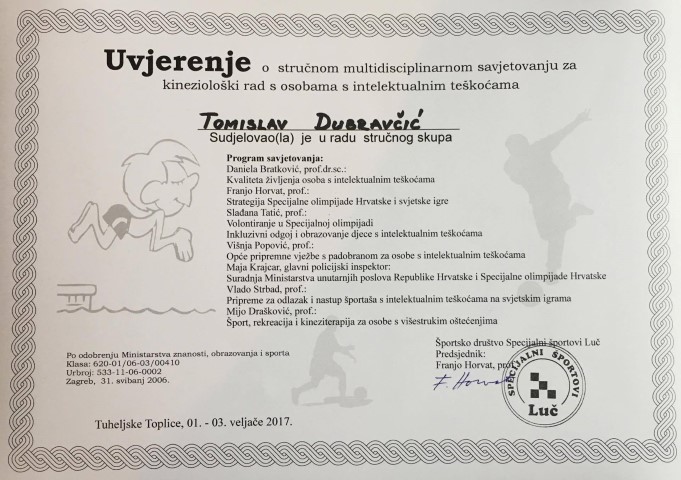 Uvjerenje o stručnom multidisciplinarnom savjetovanju za
kineziološki rad s osobama s intelektualnim teškoćama
TOMISLAV DUBRAVČIĆ
Sudjelovao(la) je u radu stručnog skupa
Program savjetovanja:
Daniela Bratković, prof.dr.sc.:
Kvaliteta življenja osoba s intelektualnim teškoćama
Franjo Horvat, prof.:
Strategija Specijalne olimpijade Hrvatske i svjetske igre
Slađana Tatić, prof.:
Volontiranje u Specijalnoj olimpijadi
Inkluzivni odgoj i obrazovanje djece s intelektualnim teškoćama
Višnja Popović, prof.:
Opće pripremne vježbe s padobranom za osobe s intelektualnim teškoćama
Maja Krajcar, glavni policijski inspektor:
Suradnja Ministarstva unutarnjih poslova Republike Hrvatske i Specijalne olimpijade Hrvatske
Vlado Strbad, prof.:
Pripreme za odlazak i nastup športaša s intelektualnim teškoćama na svjetskim igrama
Mijo Drašković, prof.:
Šport, rekreacija i kineziterapija za osobe s višestrukim oštećenjima
Po odobrenju Ministarstva znanosti, obrazovanja i sporta
Klasa: 620-01/06-03/00410
Urbroj: 533-11-06-0002
Zagreb, 31. svibanj 2006.
Športsko društvo Specijalni športovi Luč
Predsjednik:
Franjo Horvat, prof.
F. Horvat
SPECIJALNI ŠPORTOVI
Luč
Tuheljske Toplice, 01. - 03. veljače 2017.